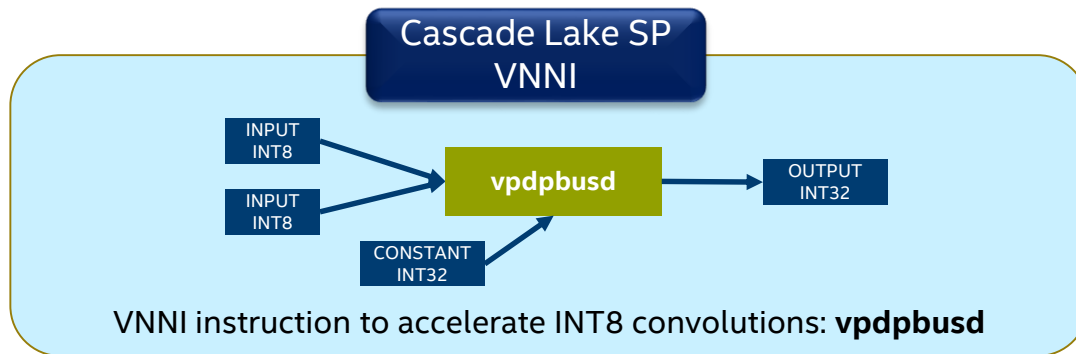 Cascade Lake SP
VNNI
INPUT
INT8
INPUT
INT8
vpdpbusd
OUTPUT
INT32
CONSTANT
INT32
VNNI instruction to accelerate INT8 convolutions: vpdpbusd